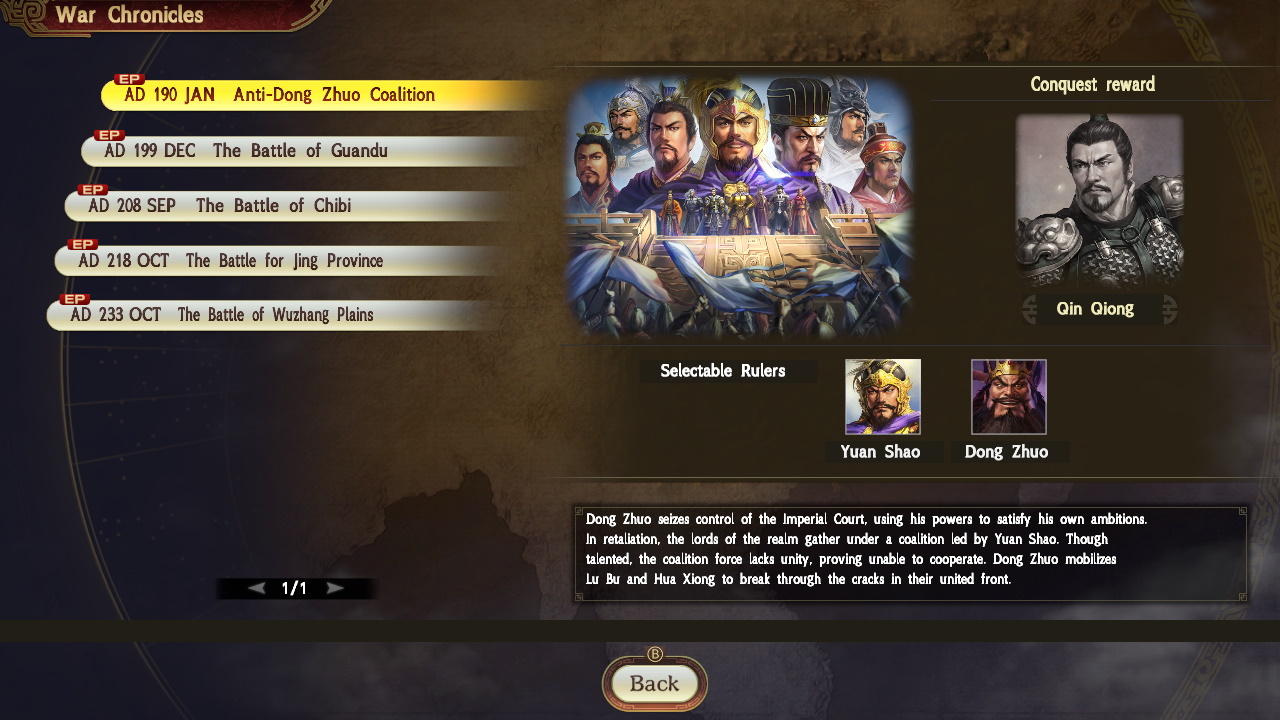 War Chronicles
EP
AD 190 JAN Anti-Dong Zhuo Coalition
EP
AD 199 DEC The Battle of Guandu
EP
AD 208 SEP The Battle of Chibi
EP
AD 218 OCT The Battle for Jing Province
EP
AD 233 OCT The Battle of Wuzhang Plains
1/1
Conquest reward
Qin Qiong
Selectable Rulers
Yuan Shao
Dong Zhuo
Dong Zhuo seizes control of the Imperial Court, using his powers to satisfy his own ambitions.
In retaliation, the lords of the realm gather under a coalition led by Yuan Shao. Though
talented, the coalition force lacks unity, proving unable to cooperate. Dong Zhuo mobilizes
Lu Bu and Hua Xiong to break through the cracks in their united front.
B
Back